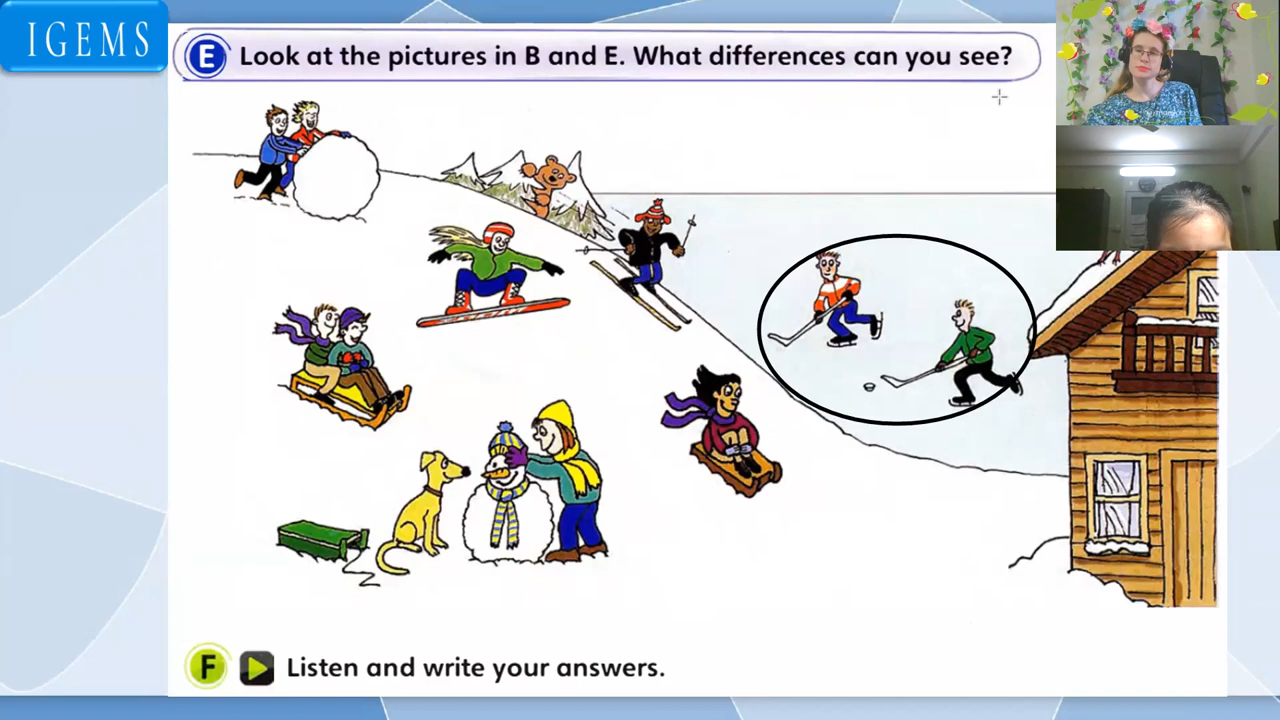 IGEMS
E Look at the pictures in B and E. What differences can you see?
F Listen and write your answers.